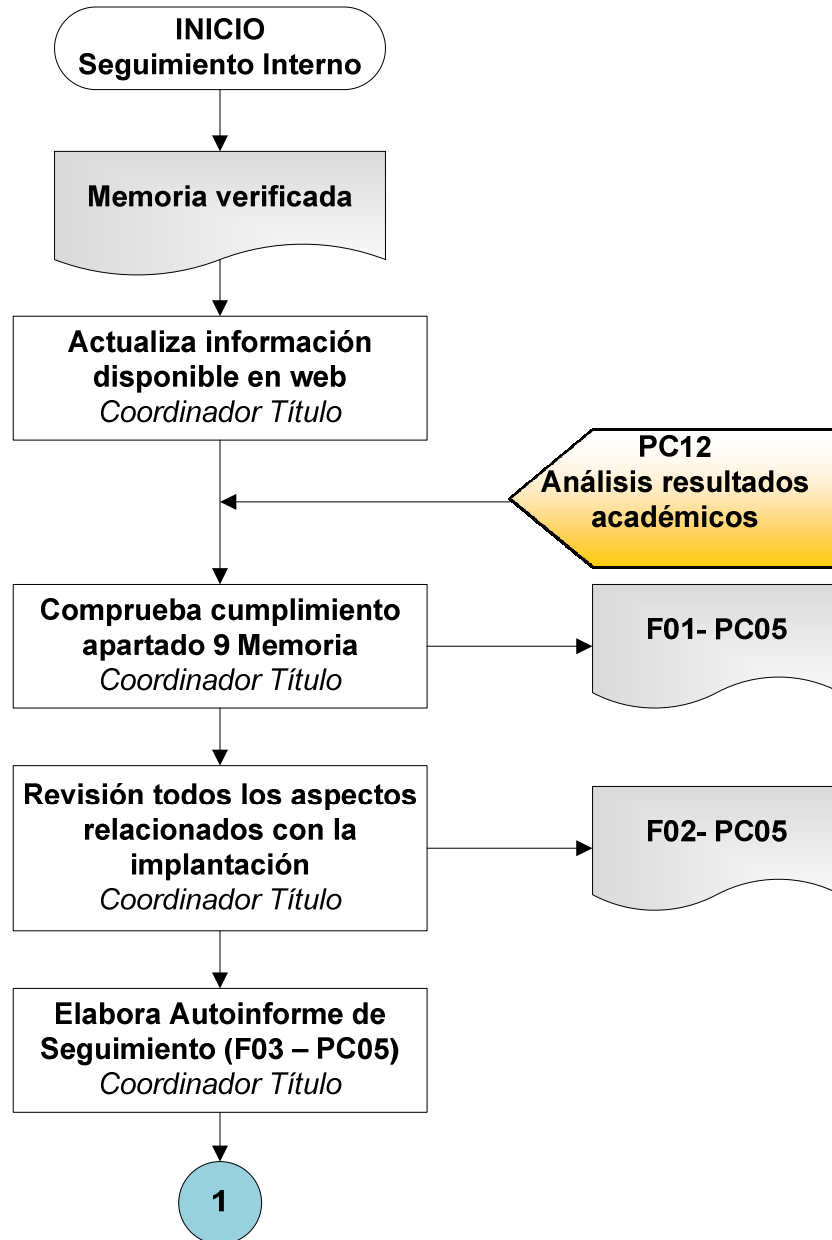 INICIO
Seguimiento Interno
Memoria verificada
Actualiza información
disponible en web
Coordinador Título
PC12
Análisis resultados
académicos
Comprueba cumplimiento
apartado 9 Memoria
Coordinador Título
F01- PC05
Revisión todos los aspectos
relacionados con la
implantación
Coordinador Título
F02- PC05
Elabora Autoinforme de
Seguimiento (F03 – PC05)
Coordinador Título
1